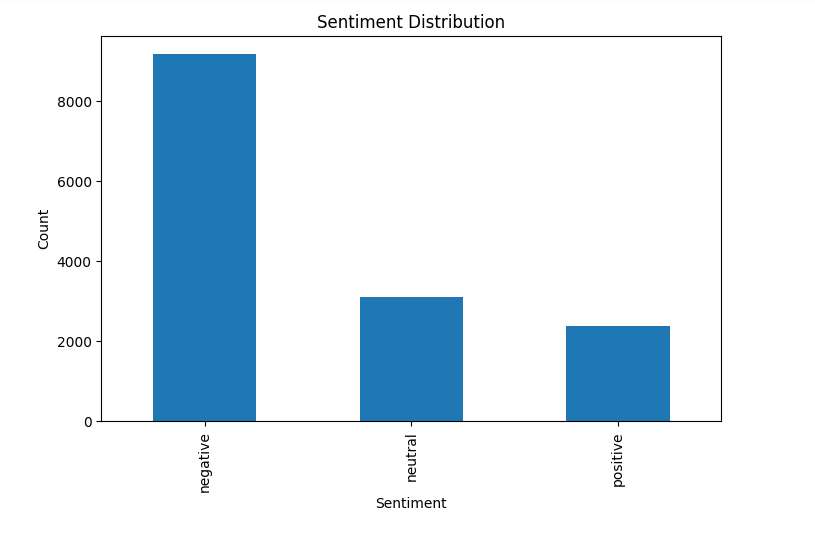 Sentiment Distribution
8000
6000
4000
2000
0
Count
negative
neutral
positive
Sentiment